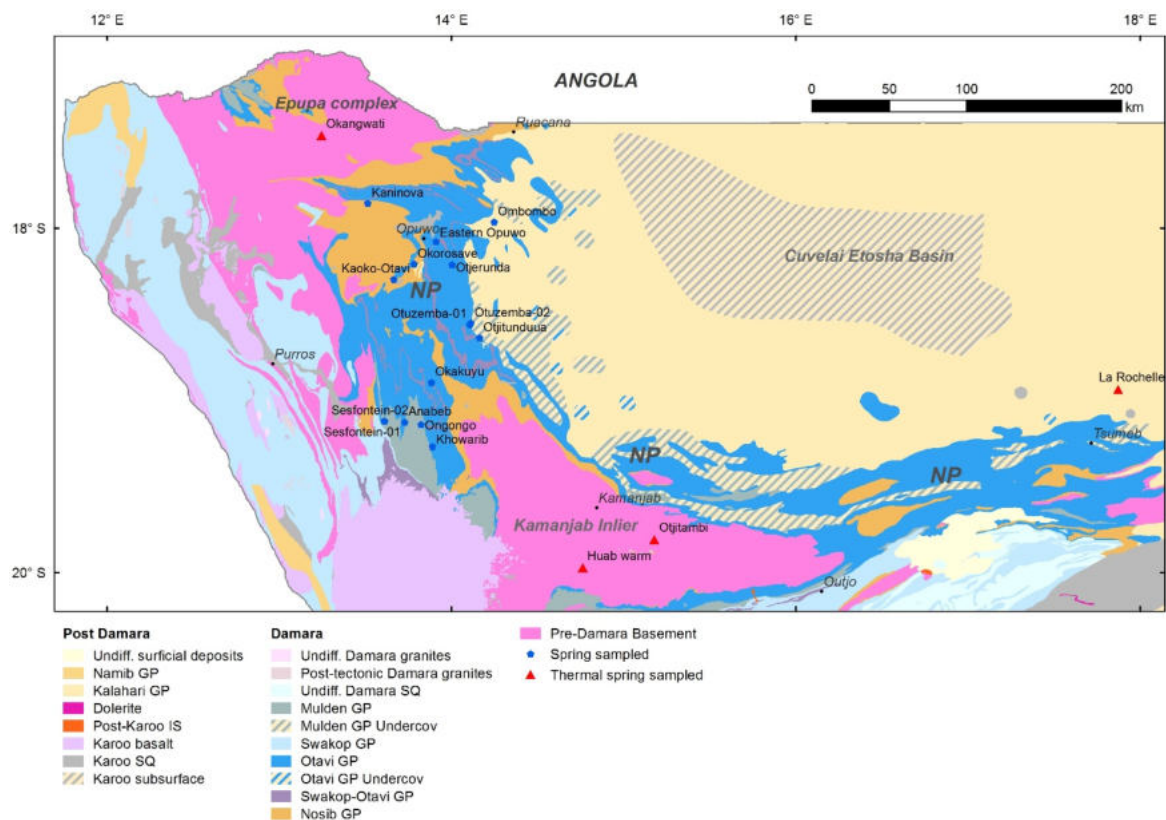 12° E 14° E 16° E 18° E
ANGOLA
0 50 100 200
km
Epupa complex
Okangwati
Ruacana
Kaninova
Ombombo
18° S
Opuwo
Eastern Opuwo
Okorosave
Kaoko-Otavi
Otjerunda
Cuvelai Etosha Basin
NP
Otuzemba-01
Otuzemba-02
Otjitunduua
Purros
Okakuyu
La Rochelle
Sesfontein-02
Anabeb
Sesfontein-01
Ongongo
Khowarib
Tsumeb
NP
NP
Kamanjab
Kamanjab Inlier
Otjitambi
Huab warm
20° S
Outjo
Post Damara
Undiff. surficial deposits
Namib GP
Kalahari GP
Dolerite
Post-Karoo IS
Karoo basalt
Karoo SQ
Karoo subsurface
Damara
Undiff. Damara granites
Post-tectonic Damara granites
Undiff. Damara SQ
Mulden GP
Mulden GP Undercov
Swakop GP
Otavi GP
Otavi GP Undercov
Swakop-Otavi GP
Nosib GP
Pre-Damara Basement
Spring sampled
Thermal spring sampled